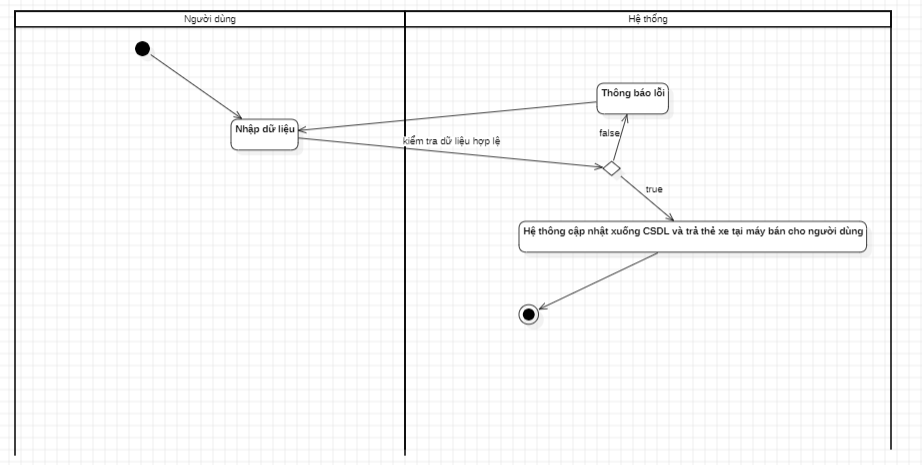 Người dùng
Hệ thống
Thông báo lỗi
Nhập dữ liệu
false
kiểm tra dữ liệu hợp lệ
true
Hệ thông cập nhật xuống CSDL và trả thẻ xe tại máy bán cho người dùng